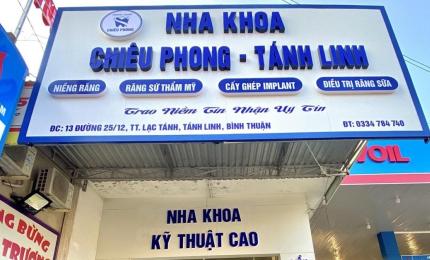 CHIÊU PHONG
NHA KHOA
CHIÊU PHONG - TÁNH LINH
NIỀNG RĂNG
RĂNG SỨ THẨM MỸ
CẤY GHÉP IMPLANT
ĐIỀU TRỊ RĂNG SỮA
Trao Niềm Tin Nhận Uy Tín
ĐC: 13 ĐƯỜNG 25/12, TT. LẠC TÁNH, TÁNH LINH, BÌNH THUẬN
ĐT: 0334 784 740
OIL
NHA KHOA
KỸ THUẬT CAO
BỪNG
TRƯƠNG